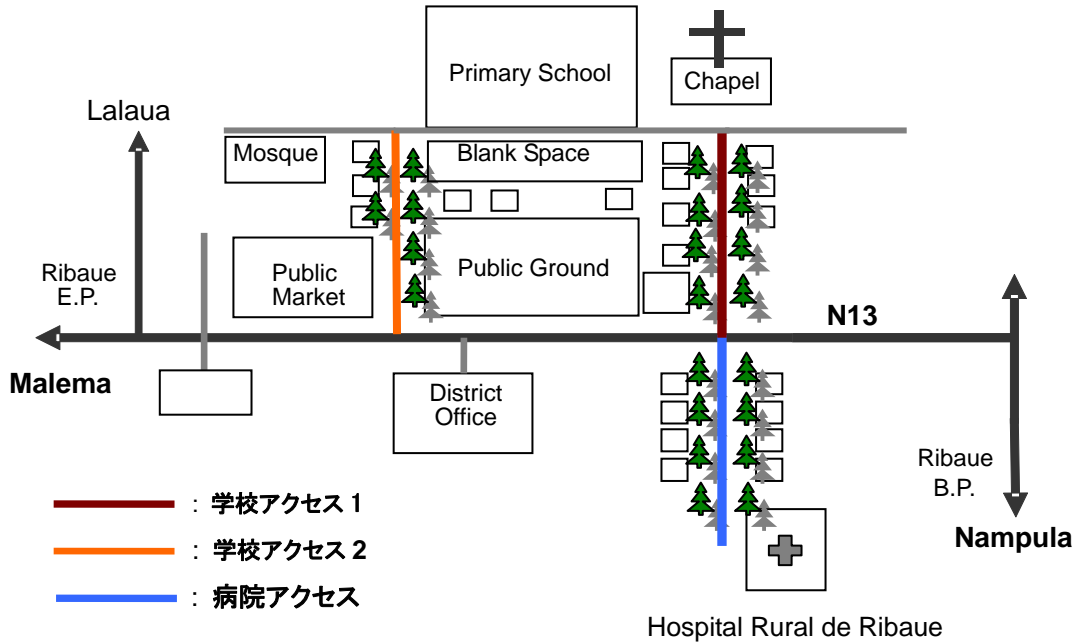 Primary School
Chapel
Lalaua
Mosque
Blank Space
Ribaue
E.P.
Public
Market
Public Ground
N13
Malema
District
Office
Ribaue
B.P.
Nampula
: 学校アクセス 1
: 学校アクセス 2
: 病院アクセス
Hospital Rural de Ribaue